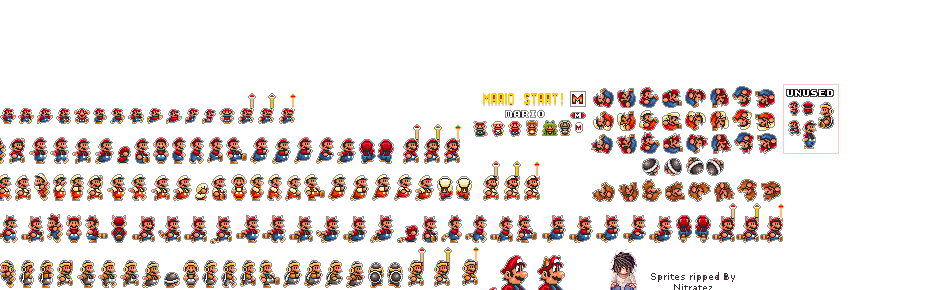 MARIO START!
M
UNUSED
MARIO
M
M
Sprites ripped By
Nitratez